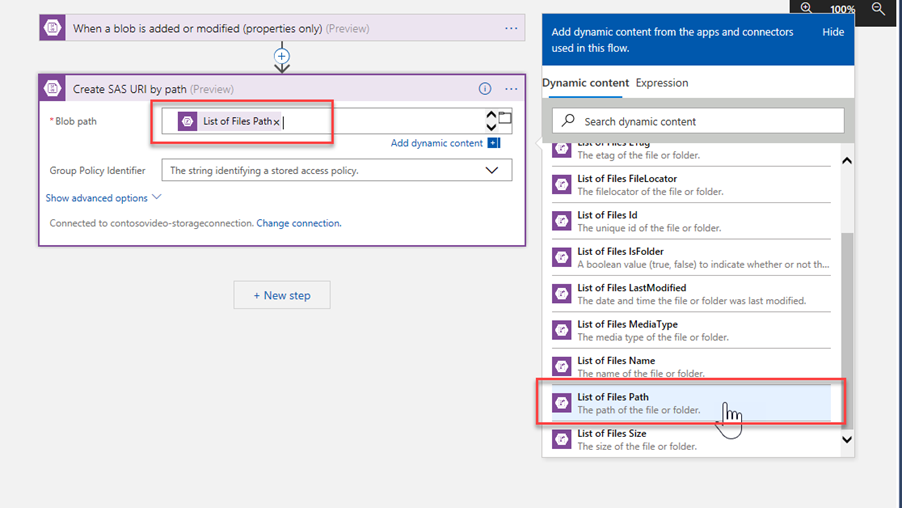 When a blob is added or modified (properties only) (Preview)
100%
Create SAS URI by path (Preview)
* Blob path
List of Files Path ×
Add dynamic content
Group Policy Identifier
The string identifying a stored access policy.
Show advanced options
Connected to contosovideo-storageconnection. Change connection.
+ New step
Add dynamic content from the apps and connectors
used in this flow.
Hide
Dynamic content
Expression
Search dynamic content
List of Files ETag
The etag of the file or folder.
List of Files FileLocator
The filelocator of the file or folder.
List of Files Id
The unique id of the file or folder.
List of Files IsFolder
A boolean value (true, false) to indicate whether or not th...
List of Files LastModified
The date and time the file or folder was last modified.
List of Files MediaType
The media type of the file or folder.
List of Files Name
The name of the file or folder.
List of Files Path
The path of the file or folder.
List of Files Size
The size of the file or folder.